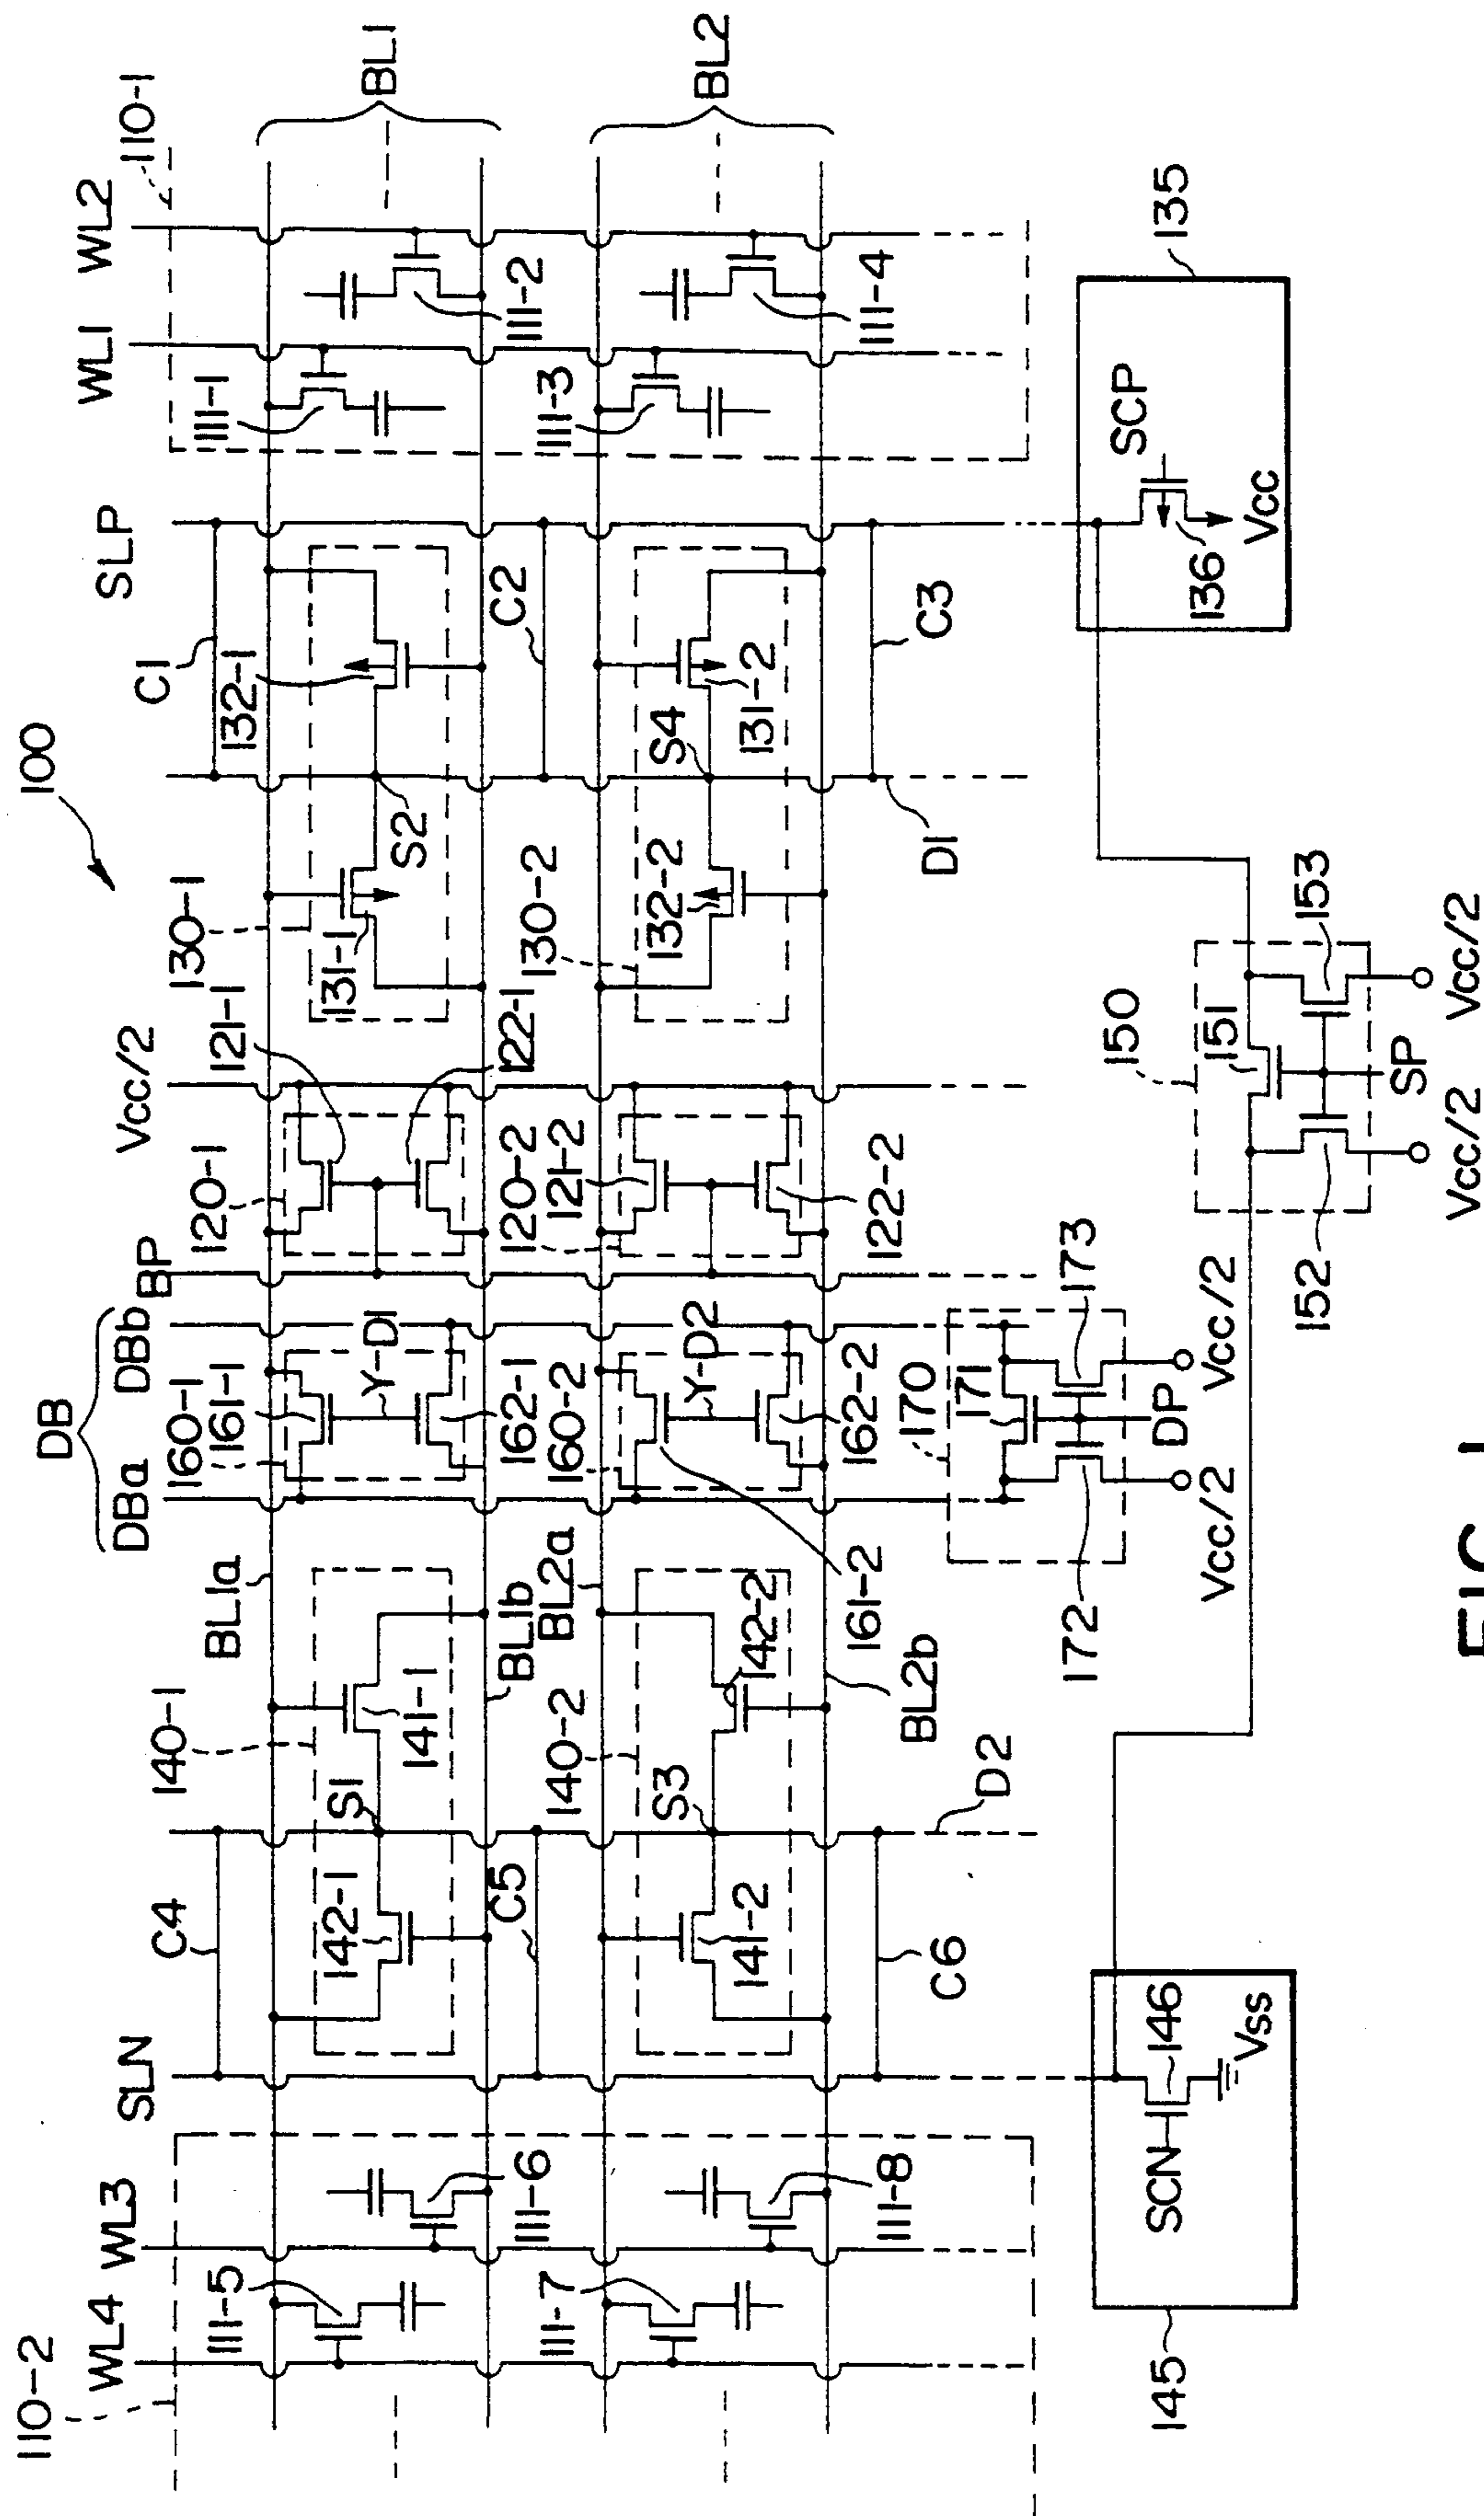 100
110-2
WL4
WL3
SLN
C4
140-1
BL1a
DB
DBa
DBb
BP
Vcc/2
C1
SLP
WL1
WL2
110-1
BL1
BL2
111-5
111-6
142-1
S1
141-1
BL1b
160-1
161-1
Y-D1
162-1
120-1
121-1
122-1
130-1
131-1
S2
132-1
111-1
111-2
111-7
111-8
C5
140-2
BL2a
141-2
S3
142-2
BL2b
160-2
161-2
Y-D2
162-2
120-2
121-2
122-2
130-2
132-2
S4
131-2
C2
111-3
111-4
C6
D2
D1
C3
170
171
172
173
DP
Vcc/2
Vcc/2
145
SCN
146
Vss
150
151
152
153
SP
Vcc/2
Vcc/2
135
136
SCP
Vcc
FIG. 1